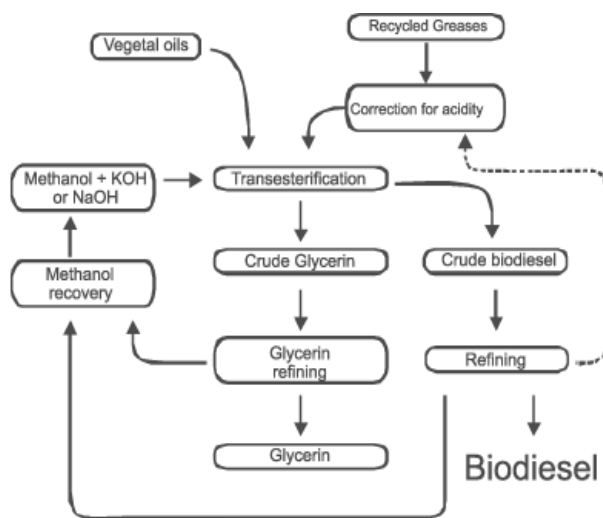 Recycled Greases
Vegetal oils
Correction for acidity
Methanol + KOH
or NaOH
Transesterification
Methanol
recovery
Crude Glycerin
Crude biodiesel
Glycerin
refining
Refining
Glycerin
Biodiesel